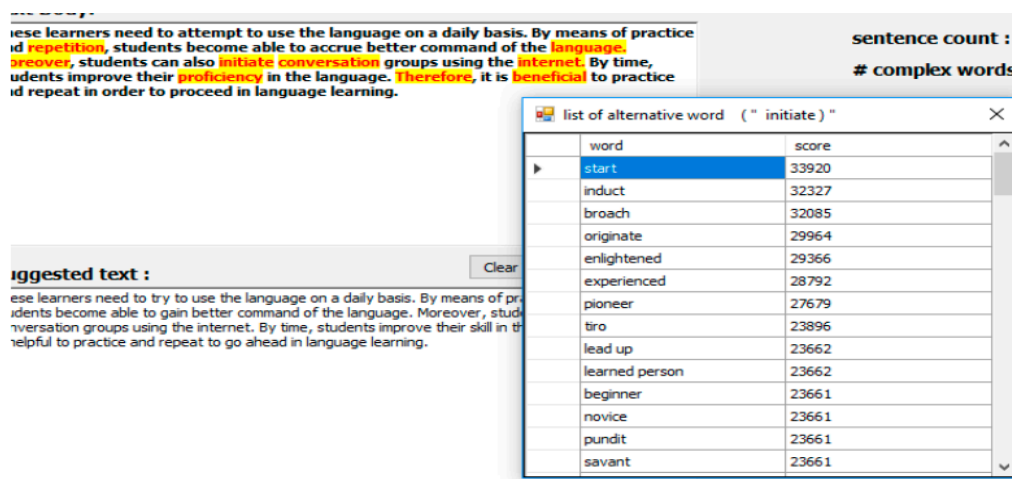 ese learners need to attempt to use the language on a daily basis. By means of practice
d repetition, students become able to accrue better command of the language.
oreover, students can also initiate conversation groups using the internet. By time,
udents improve their proficiency in the language. Therefore, it is beneficial to practice
d repeat in order to proceed in language learning.
sentence count :
# complex words
list of alternative word ( " initiate ) "
word score
start 33920
induct 32327
broach 32085
originate 29964
enlightened 29366
experienced 28792
pioneer 27679
tiro 23896
lead up 23662
learned person 23662
beginner 23661
novice 23661
pundit 23661
savant 23661
uggested text :
Clear
ese learners need to try to use the language on a daily basis. By means of pr
idents become able to gain better command of the language. Moreover, stud
nversation groups using the internet. By time, students improve their skill in th
helpful to practice and repeat to go ahead in language learning.